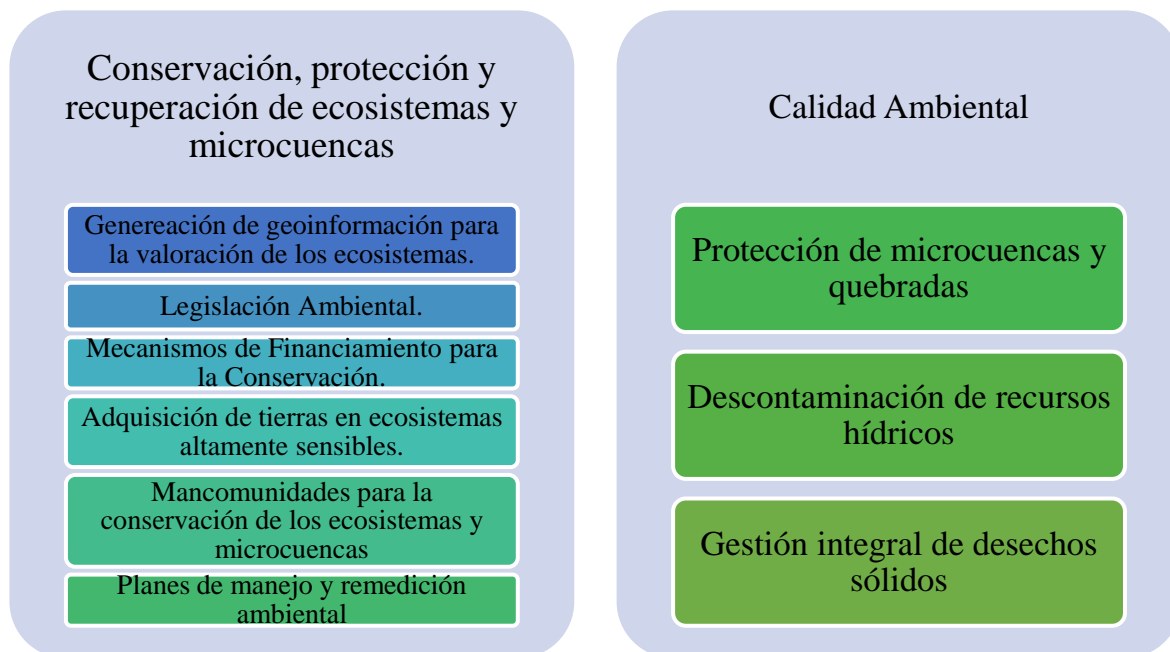 Conservación, protección y
recuperación de ecosistemas y
microcuencas
Genereación de geoinformación para
la valoración de los ecosistemas.
Legislación Ambiental.
Mecanismos de Financiamiento para
la Conservación.
Adquisición de tierras en ecosistemas
altamente sensibles.
Mancomunidades para la
conservación de los ecosistemas y
microcuencas
Planes de manejo y remedición
ambiental
Calidad Ambiental
Protección de microcuencas y
quebradas
Descontaminación de recursos
hídricos
Gestión integral de desechos
sólidos